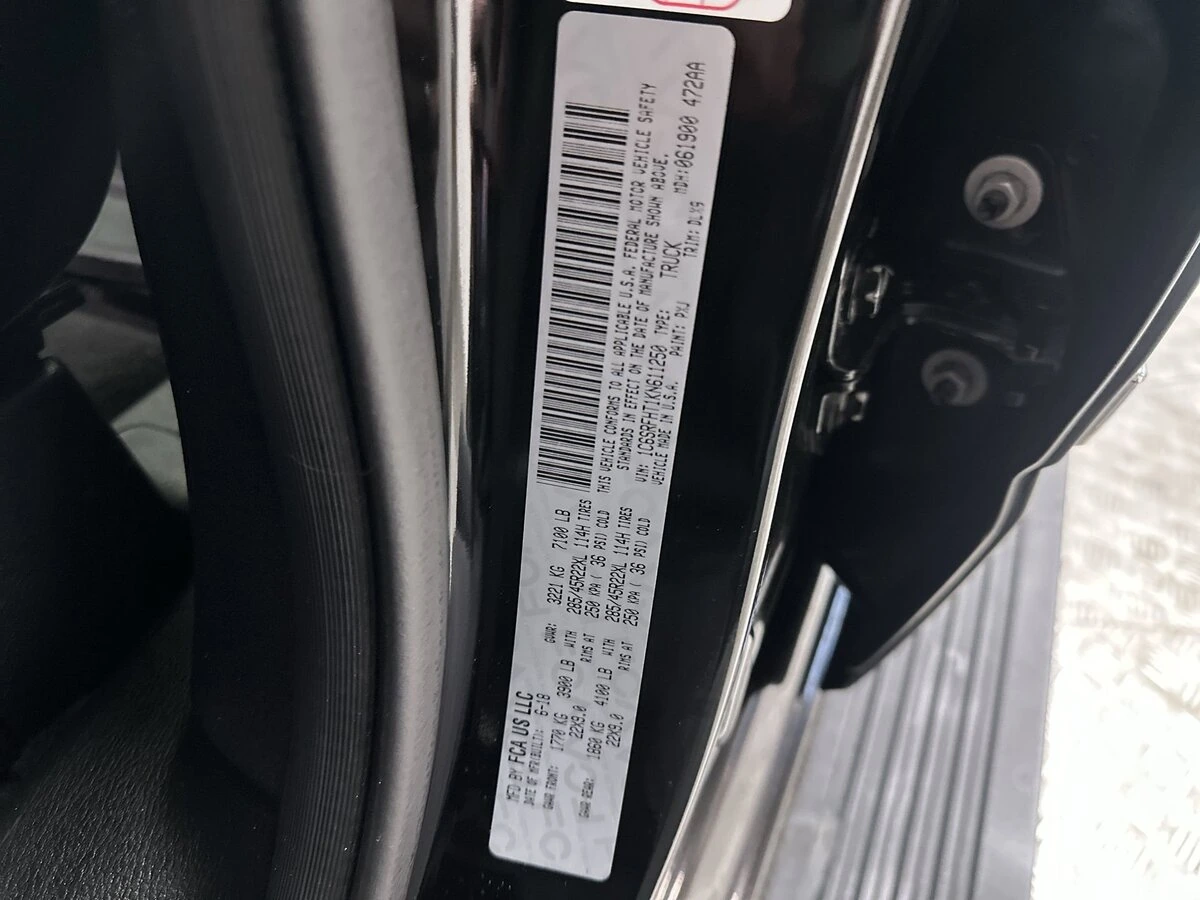 MFD BY FCA US LLC
DATE OF MFR(BUILT): 6-18 GVWR: 3221 KG 7100 LB
GAWR FRONT: 1770 KG 3900 LB WITH 285/45R22XL 114H TIRES
22X9.0 RIMS AT 250 KPA ( 36 PSI) COLD
GAWR REAR: 1860 KG 4100 LB WITH 285/45R22XL 114H TIRES
22X9.0 RIMS AT 250 KPA ( 36 PSI) COLD
THIS VEHICLE CONFORMS TO ALL APPLICABLE U.S.A. FEDERAL MOTOR VEHICLE SAFETY
STANDARDS IN EFFECT ON THE DATE OF MANUFACTURE SHOWN ABOVE.
VIN: 1C6SRFHT1KN611250 TYPE: TRUCK MDH:061900 472AA
VEHICLE MADE IN U.S.A. PAINT: PXJ TRIM: DLX9